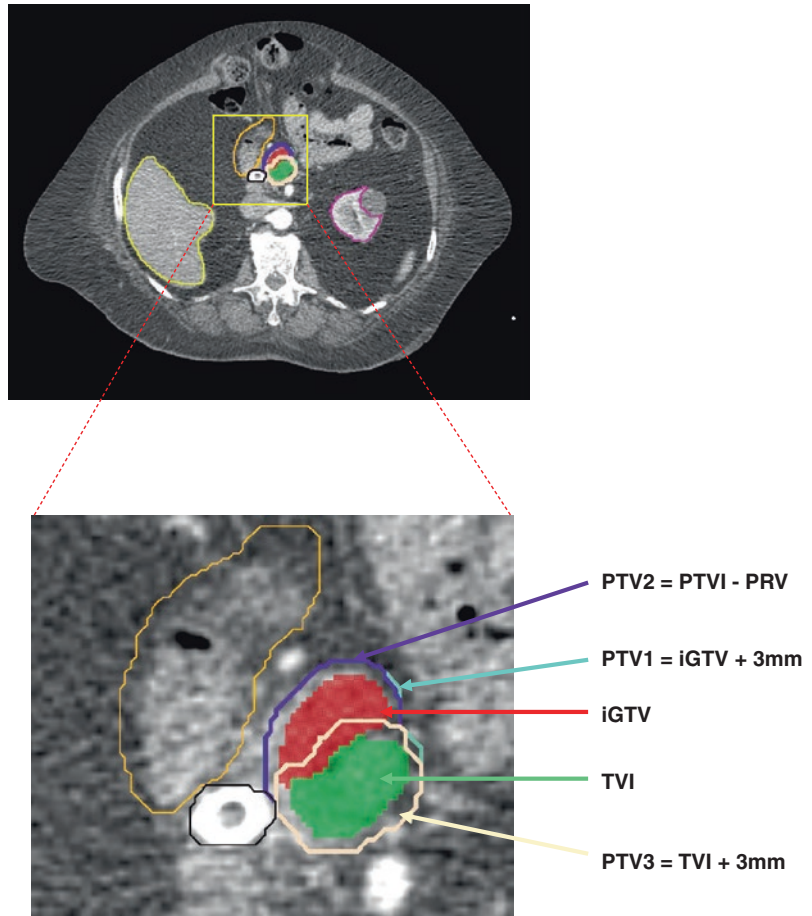 PTV2 = PTVI - PRV
PTV1 = iGTV + 3mm
iGTV
TVI
PTV3 = TVI + 3mm